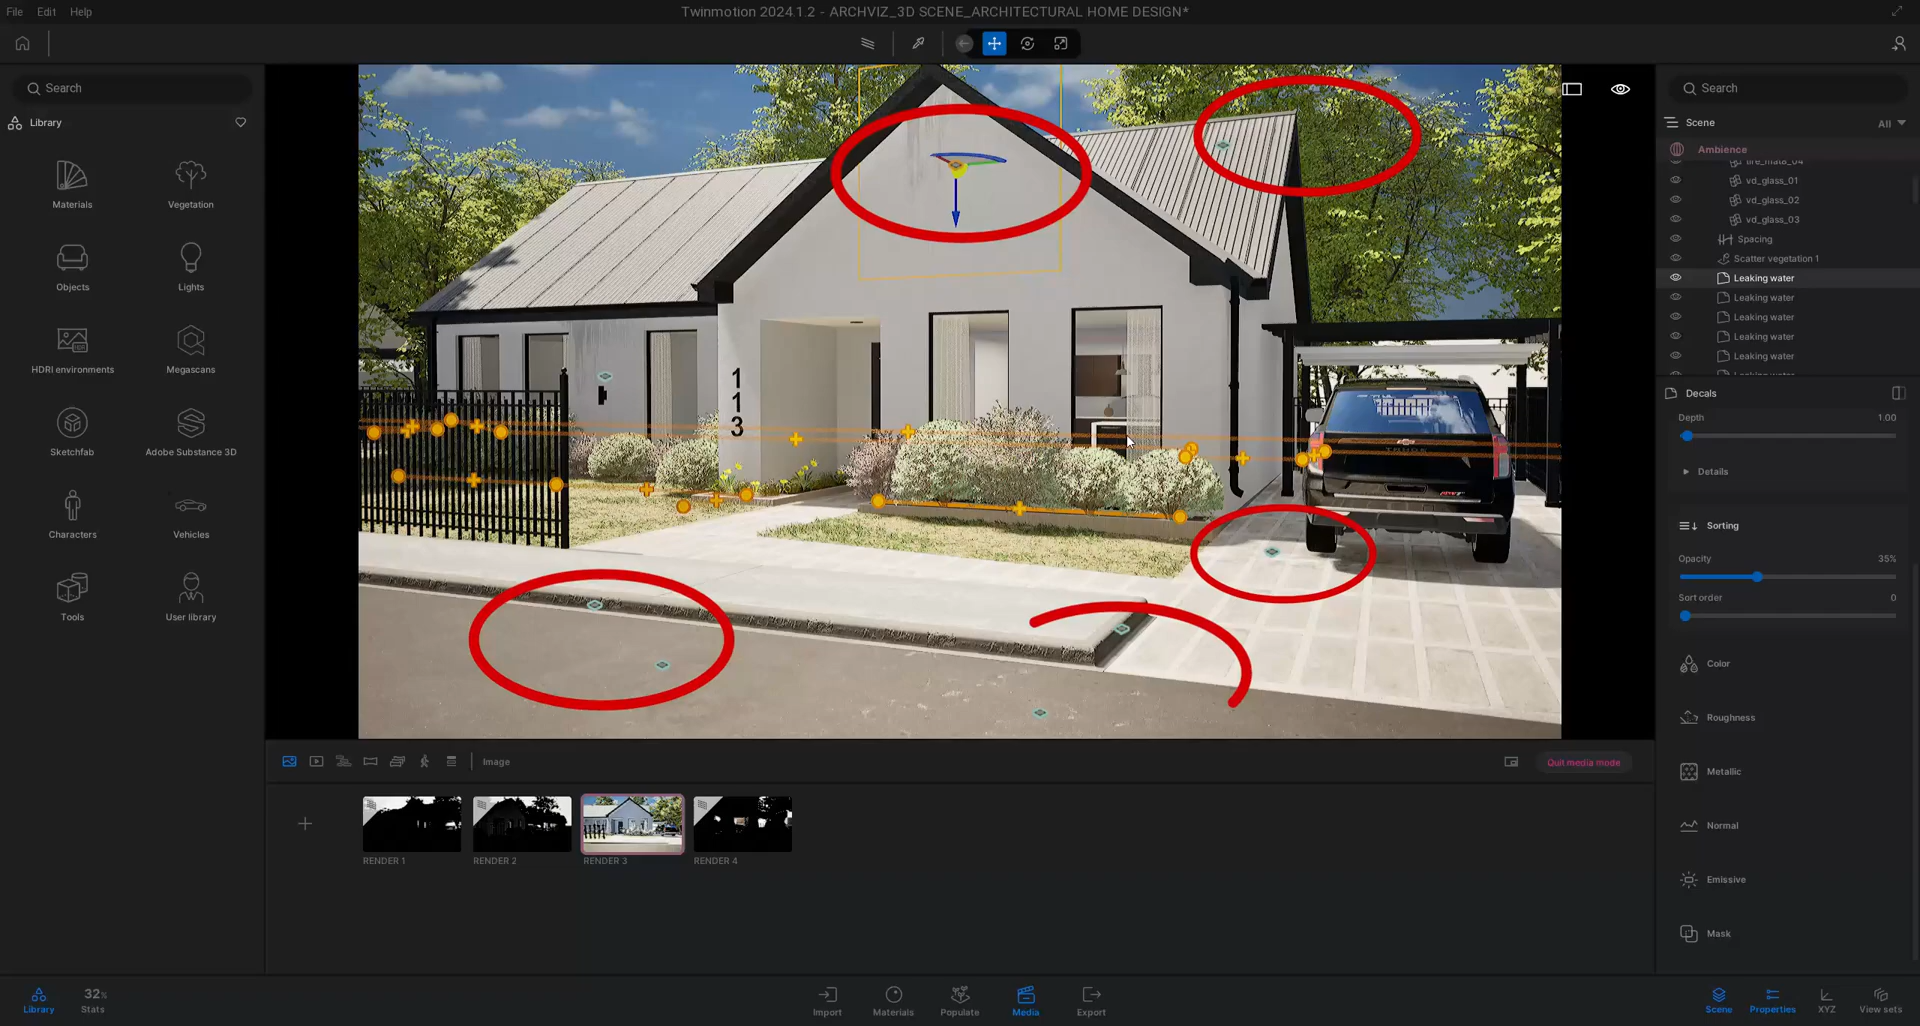 File Edit Help
Twinmotion 2024.1.2 - ARCHVIZ_3D SCENE_ARCHITECTURAL HOME DESIGN*
Search
Library
Materials
Vegetation
Objects
Lights
HDRI environments
Megascans
Sketchfab
Adobe Substance 3D
Characters
Vehicles
Tools
User library
1
1
3
Image
Quit media mode
RENDER 1
RENDER 2
RENDER 3
RENDER 4
Search
Scene
All
Ambience
vd_glass_01
vd_glass_02
vd_glass_03
Spacing
Scatter vegetation 1
Leaking water
Leaking water
Leaking water
Leaking water
Leaking water
Decals
Depth 1.00
Details
Sorting
Opacity 35%
Sort order 0
Color
Roughness
Metallic
Normal
Emissive
Mask
Library
32%
Stats
Import
Materials
Populate
Media
Export
Scene
Properties
XYZ
View sets